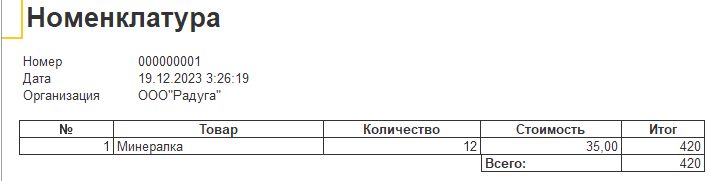 Номенклатура
Номер 000000001
Дата 19.12.2023 3:26:19
Организация ООО"Радуга"
№ Товар Количество Стоимость Итог
1 Минералка 12 35,00 420
Всего: 420